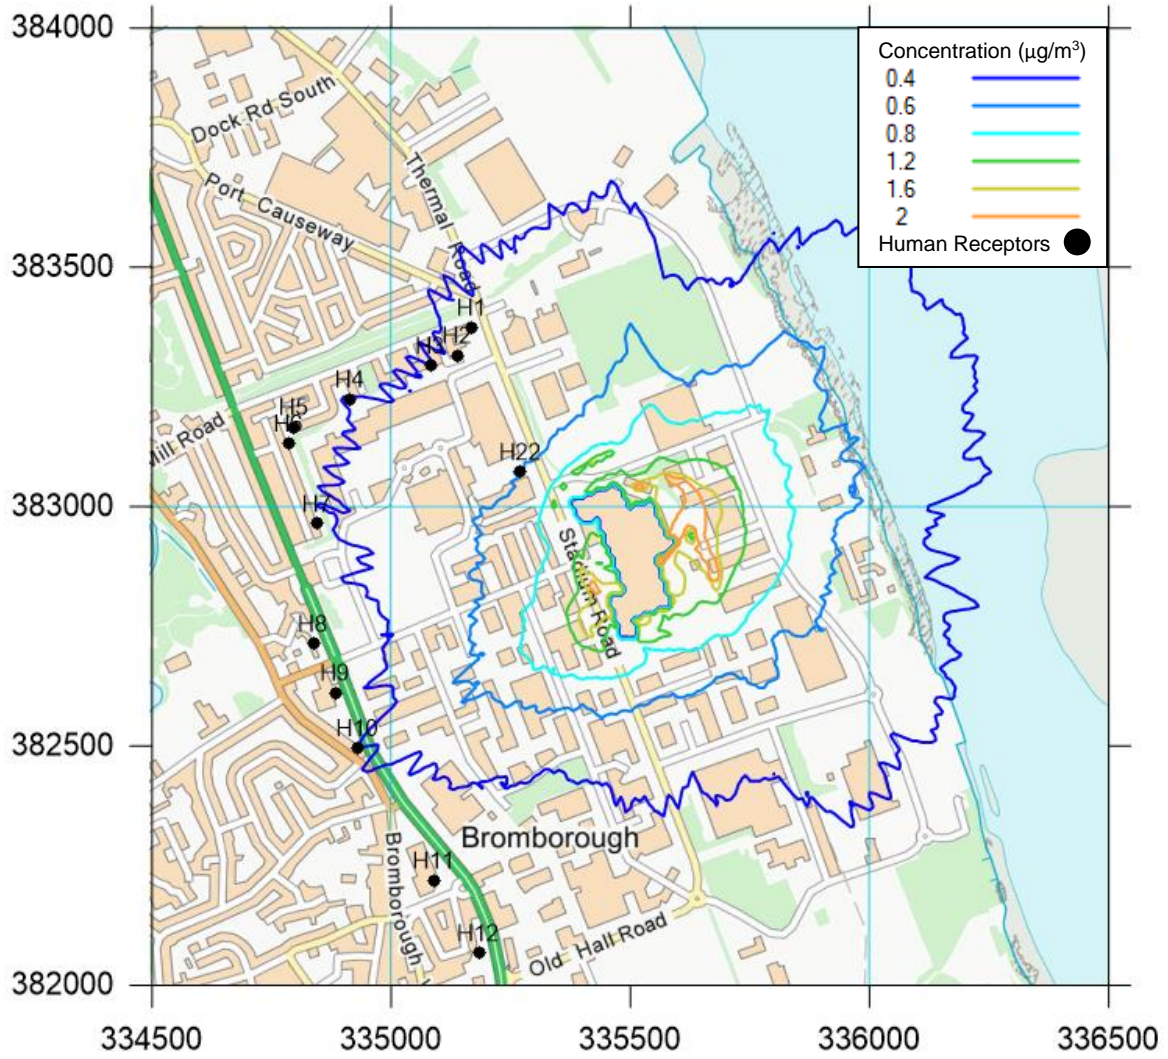 384000
383500
383000
382500
382000
334500
335000
335500
336000
336500
Concentration (µg/m³)
0.4
0.6
0.8
1.2
1.6
2
Human Receptors
Dock Rd South
Port Causeway
Thermal Road
H1
H2
H3
H4
H5
H6
Mill Road
H22
H7
Stadium Road
H8
H9
H10
Bromborough
H11
Bromborough
H12
Old Hall Road